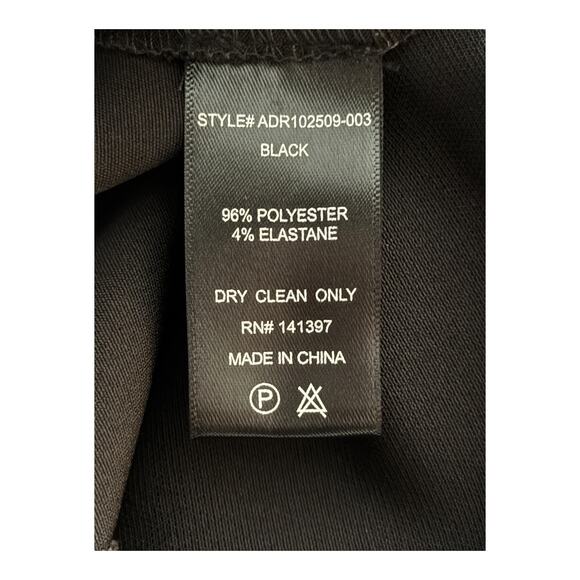 STYLE# ADR102509-003
BLACK
96% POLYESTER
4% ELASTANE
DRY CLEAN ONLY
RN# 141397
MADE IN CHINA
P